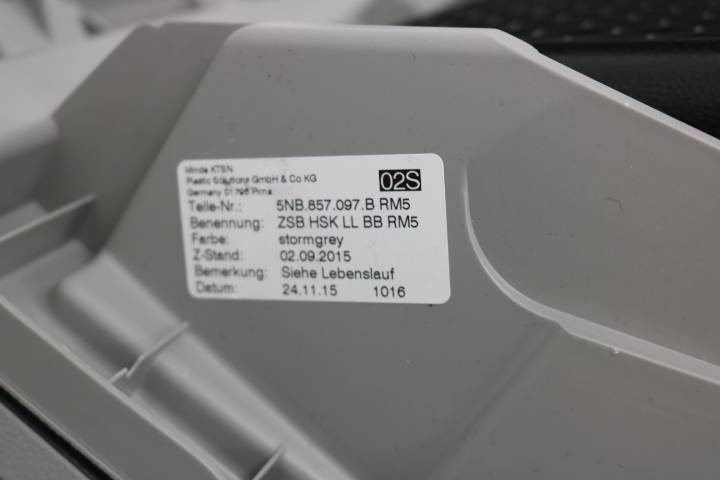 Minda KTSN
Plastic Solutions GmbH & Co KG
Germany 01796 Pirna
02S
Teile-Nr.: 5NB.857.097.B RM5
Benennung: ZSB HSK LL BB RM5
Farbe: stormgrey
Z-Stand: 02.09.2015
Bemerkung: Siehe Lebenslauf
Datum: 24.11.15 1016